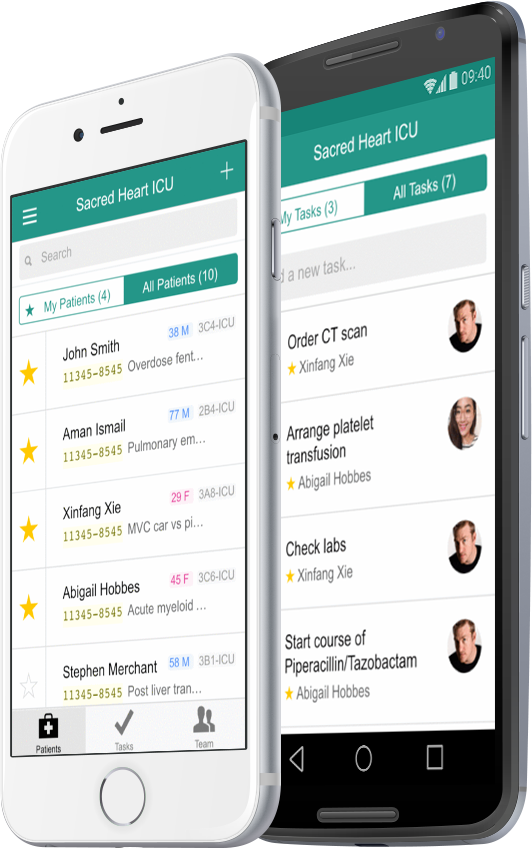 Sacred Heart ICU
Search
My Patients (4)
All Patients (10)
John Smith
38 M
3C4-ICU
11345-8545 Overdose fent...
Aman Ismail
77 M
2B4-ICU
11345-8545 Pulmonary em...
Xinfang Xie
29 F
3A8-ICU
11345-8545 MVC car vs pi...
Abigail Hobbes
45 F
3C6-ICU
11345-8545 Acute myeloid ...
Stephen Merchant
58 M
3B1-ICU
11345-8545 Post liver tran...
Patients
Tasks
Team
09:40
Sacred Heart ICU
My Tasks (3)
All Tasks (7)
d a new task...
Order CT scan
Xinfang Xie
Arrange platelet
transfusion
Abigail Hobbes
Check labs
Xinfang Xie
Start course of
Piperacillin/Tazobactam
Abigail Hobbes